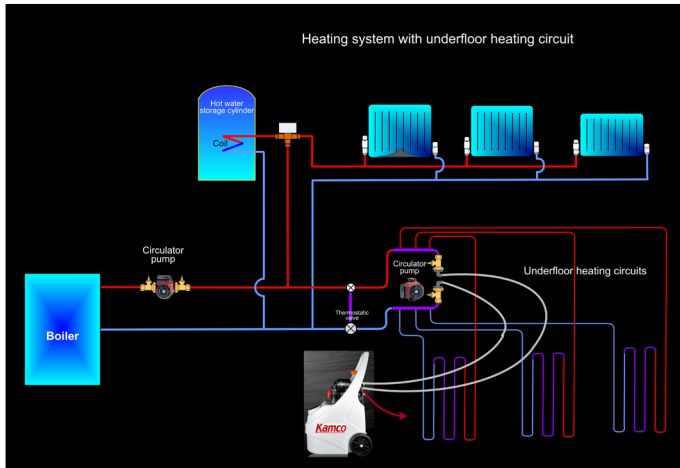 Heating system with underfloor heating circuit
Hot water
storage cylinder
Coil
Circulator
pump
Circulator
pump
Underfloor heating circuits
Thermostatic
valve
Boiler
Kamco